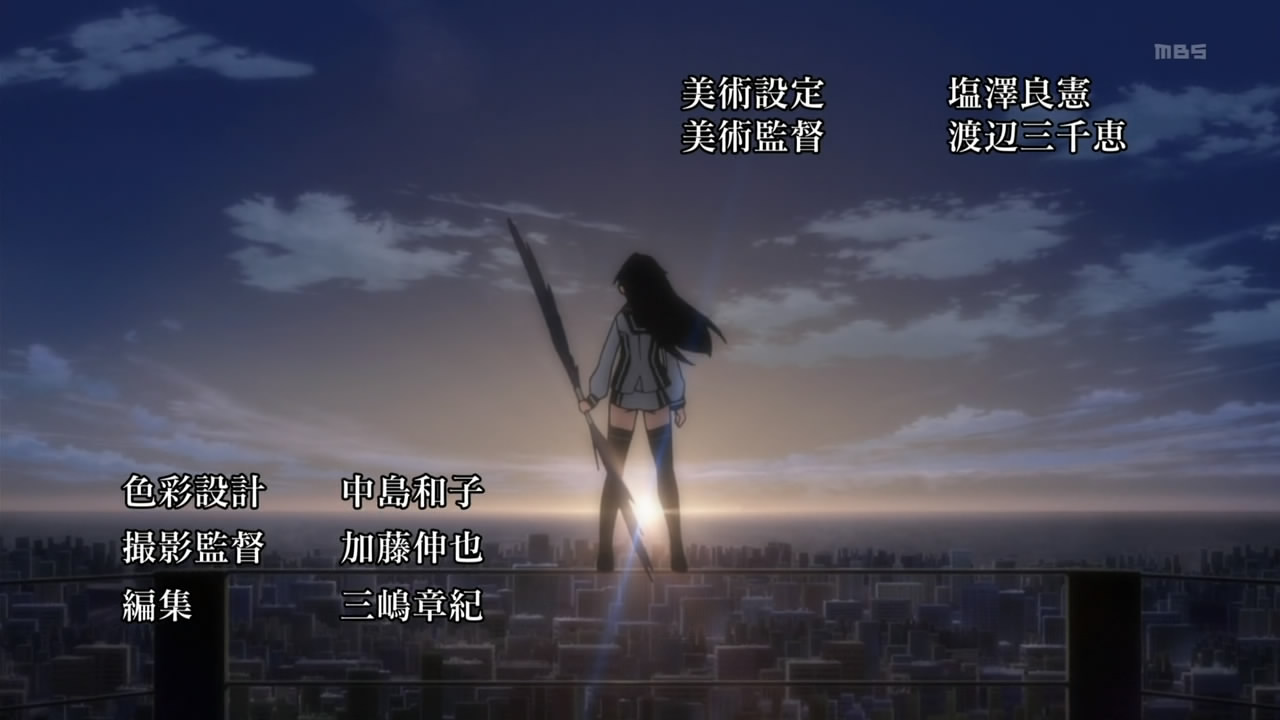 MBS
美術設定 塩澤良憲
美術監督 渡辺三千恵
色彩設計 中島和子
撮影監督 加藤伸也
編集 三嶋章紀